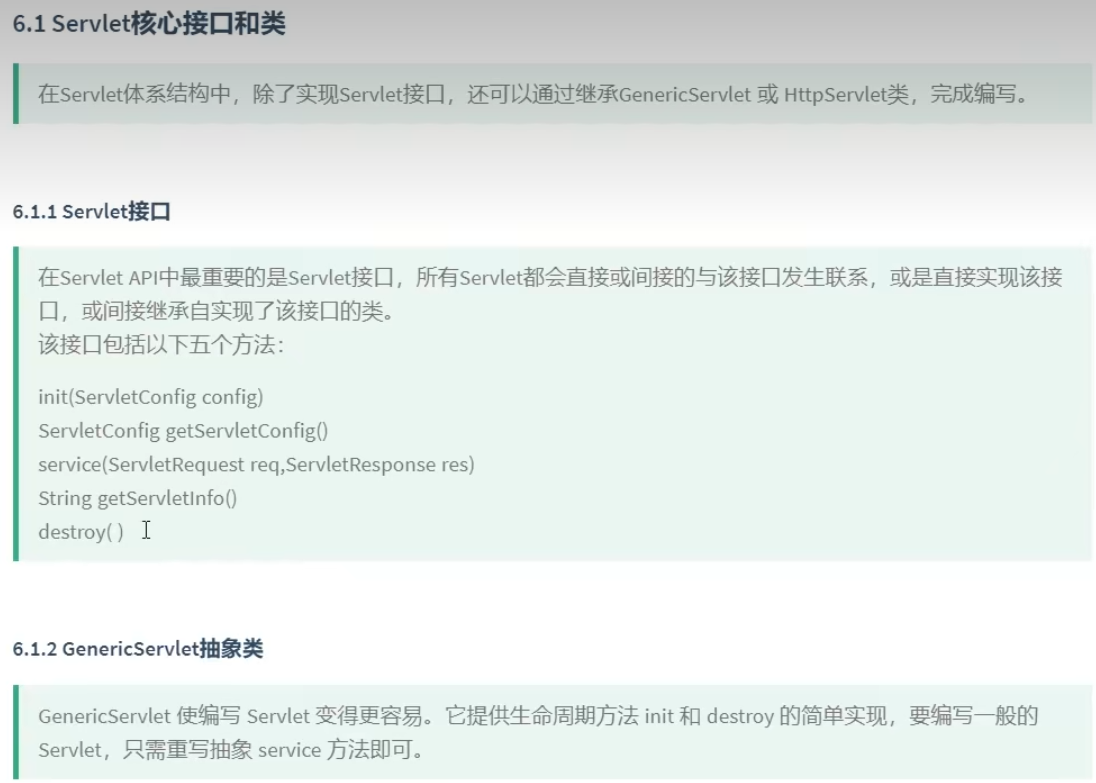 6.1 Servlet核心接口和类
在Servlet体系结构中，除了实现Servlet接口，还可以通过继承GenericServlet 或 HttpServlet类，完成编写。
6.1.1 Servlet接口
在Servlet API中最重要的是Servlet接口，所有Servlet都会直接或间接的与该接口发生联系，或是直接实现该接
口，或间接继承自实现了该接口的类。
该接口包括以下五个方法：
init(ServletConfig config)
ServletConfig getServletConfig()
service(ServletRequest req,ServletResponse res)
String getServletInfo()
destroy( )
6.1.2 GenericServlet抽象类
GenericServlet 使编写 Servlet 变得更容易。它提供生命周期方法 init 和 destroy 的简单实现，要编写一般的
Servlet，只需重写抽象 service 方法即可。